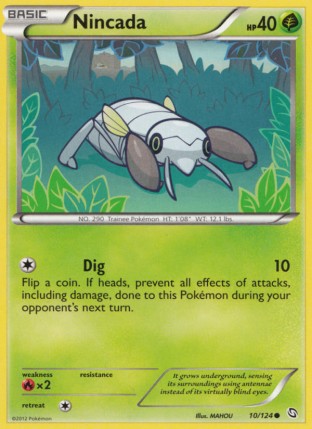 BASIC Nincada HP40
NO. 290 Trainee Pokémon HT: 1'08" WT: 12.1 lbs.
Dig 10
Flip a coin. If heads, prevent all effects of attacks,
including damage, done to this Pokémon during your
opponent's next turn.
weakness resistance
×2
retreat
It grows underground, sensing
its surroundings using antennae
instead of its virtually blind eyes.
©2012 Pokémon Illus. MAHOU 10/124